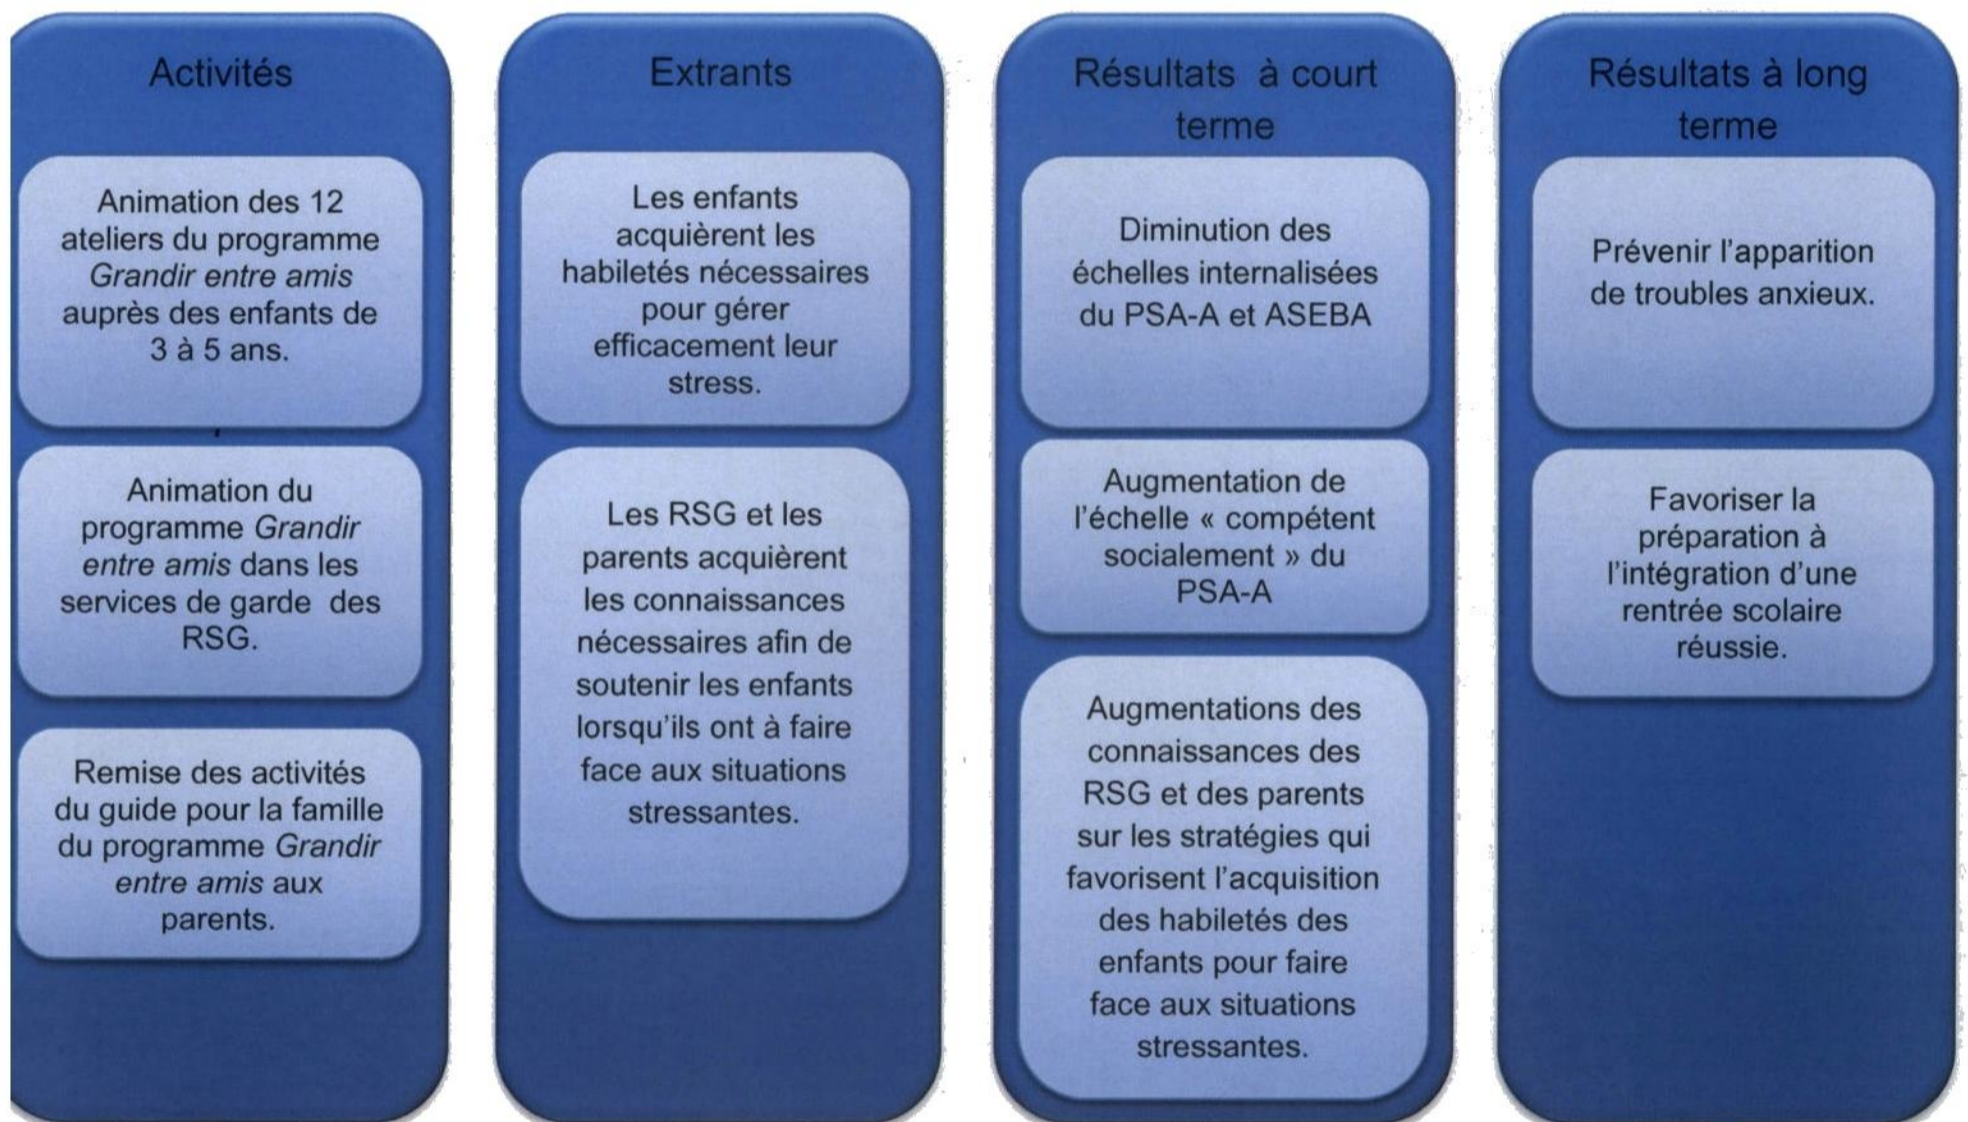 Activités
Animation des 12
ateliers du programme
Grandir entre amis
auprès des enfants de
3 à 5 ans.
Animation du
programme Grandir
entre amis dans les
services de garde des
RSG.
Remise des activités
du guide pour la famille
du programme Grandir
entre amis aux
parents.
Extrants
Les enfants
acquièrent les
habiletés nécessaires
pour gérer
efficacement leur
stress.
Les RSG et les
parents acquièrent
les connaissances
nécessaires afin de
soutenir les enfants
lorsqu'ils ont à faire
face aux situations
stressantes.
Résultats à court
terme
Diminution des
échelles internalisées
du PSA-A et ASEBA
Augmentation de
l'échelle « compétent
socialement » du
PSA-A
Augmentations des
connaissances des
RSG et des parents
sur les stratégies qui
favorisent l'acquisition
des habiletés des
enfants pour faire
face aux situations
stressantes.
Résultats à long
terme
Prévenir l'apparition
de troubles anxieux.
Favoriser la
préparation à
l'intégration d'une
rentrée scolaire
réussie.